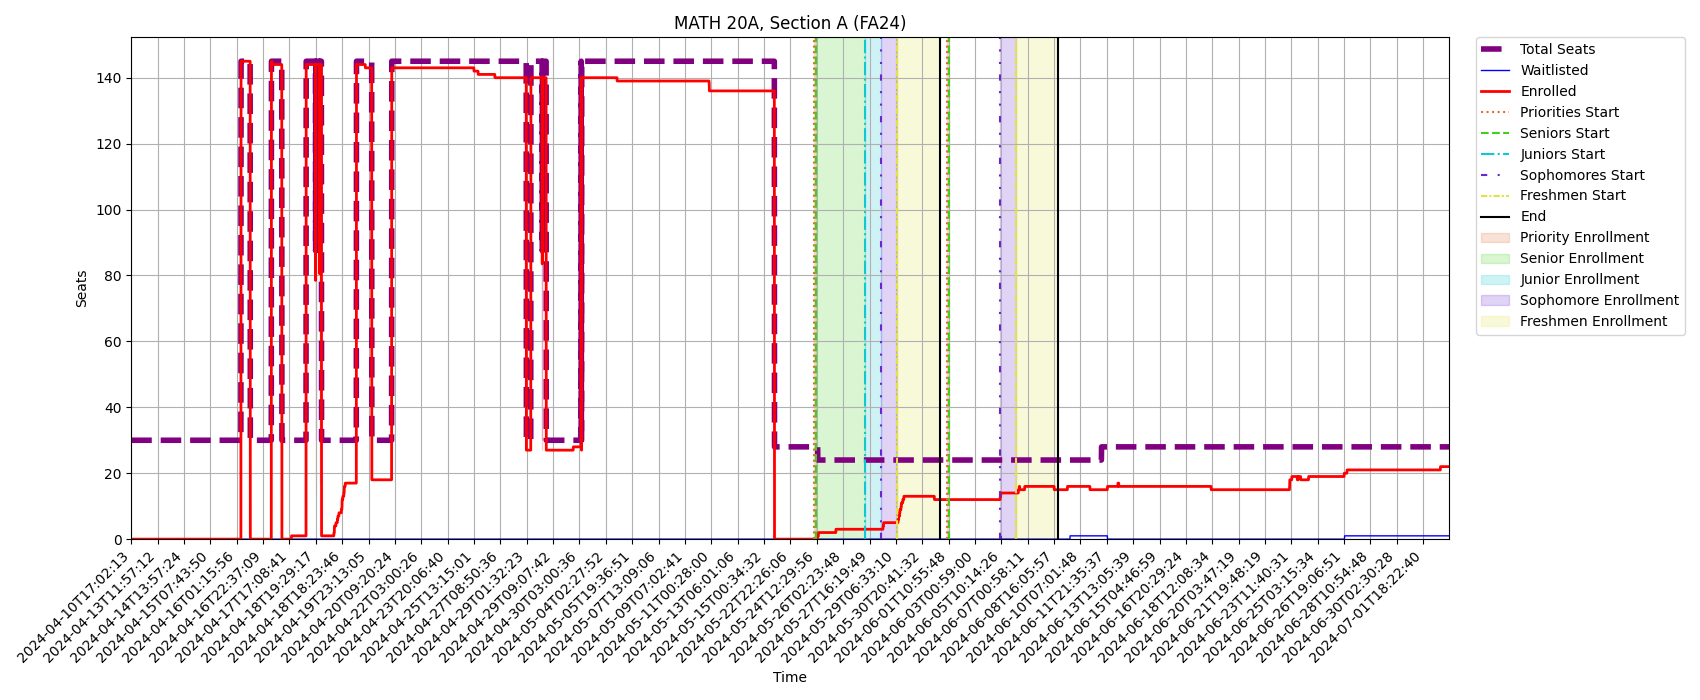 MATH 20A, Section A (FA24)
Seats
140
120
100
80
60
40
20
0
2024-04-10T17:02:13
2024-04-13T11:57:12
2024-04-14T13:57:24
2024-04-15T07:43:50
2024-04-16T01:15:56
2024-04-16T22:37:09
2024-04-17T17:08:41
2024-04-18T19:29:17
2024-04-18T18:23:46
2024-04-19T23:13:05
2024-04-20T09:20:24
2024-04-22T03:00:26
2024-04-23T20:06:40
2024-04-25T13:15:01
2024-04-27T08:50:36
2024-04-29T01:32:23
2024-04-29T09:07:42
2024-04-30T03:00:36
2024-05-04T02:27:52
2024-05-05T19:36:51
2024-05-07T13:09:06
2024-05-09T07:02:41
2024-05-11T00:28:00
2024-05-13T06:01:06
2024-05-15T00:34:32
2024-05-22T22:26:06
2024-05-24T12:29:56
2024-05-26T02:23:48
2024-05-27T16:19:49
2024-05-29T06:33:10
2024-05-30T20:41:32
2024-06-01T10:55:48
2024-06-03T00:59:00
2024-06-05T10:14:26
2024-06-07T00:58:11
2024-06-08T16:05:57
2024-06-10T07:01:48
2024-06-11T21:35:37
2024-06-13T13:05:39
2024-06-15T04:46:59
2024-06-16T20:29:24
2024-06-18T12:08:34
2024-06-20T03:47:19
2024-06-21T19:48:19
2024-06-23T11:40:31
2024-06-25T03:15:34
2024-06-26T19:06:51
2024-06-28T10:54:48
2024-06-30T02:30:28
2024-07-01T18:22:40
Time
Total Seats
Waitlisted
Enrolled
Priorities Start
Seniors Start
Juniors Start
Sophomores Start
Freshmen Start
End
Priority Enrollment
Senior Enrollment
Junior Enrollment
Sophomore Enrollment
Freshmen Enrollment